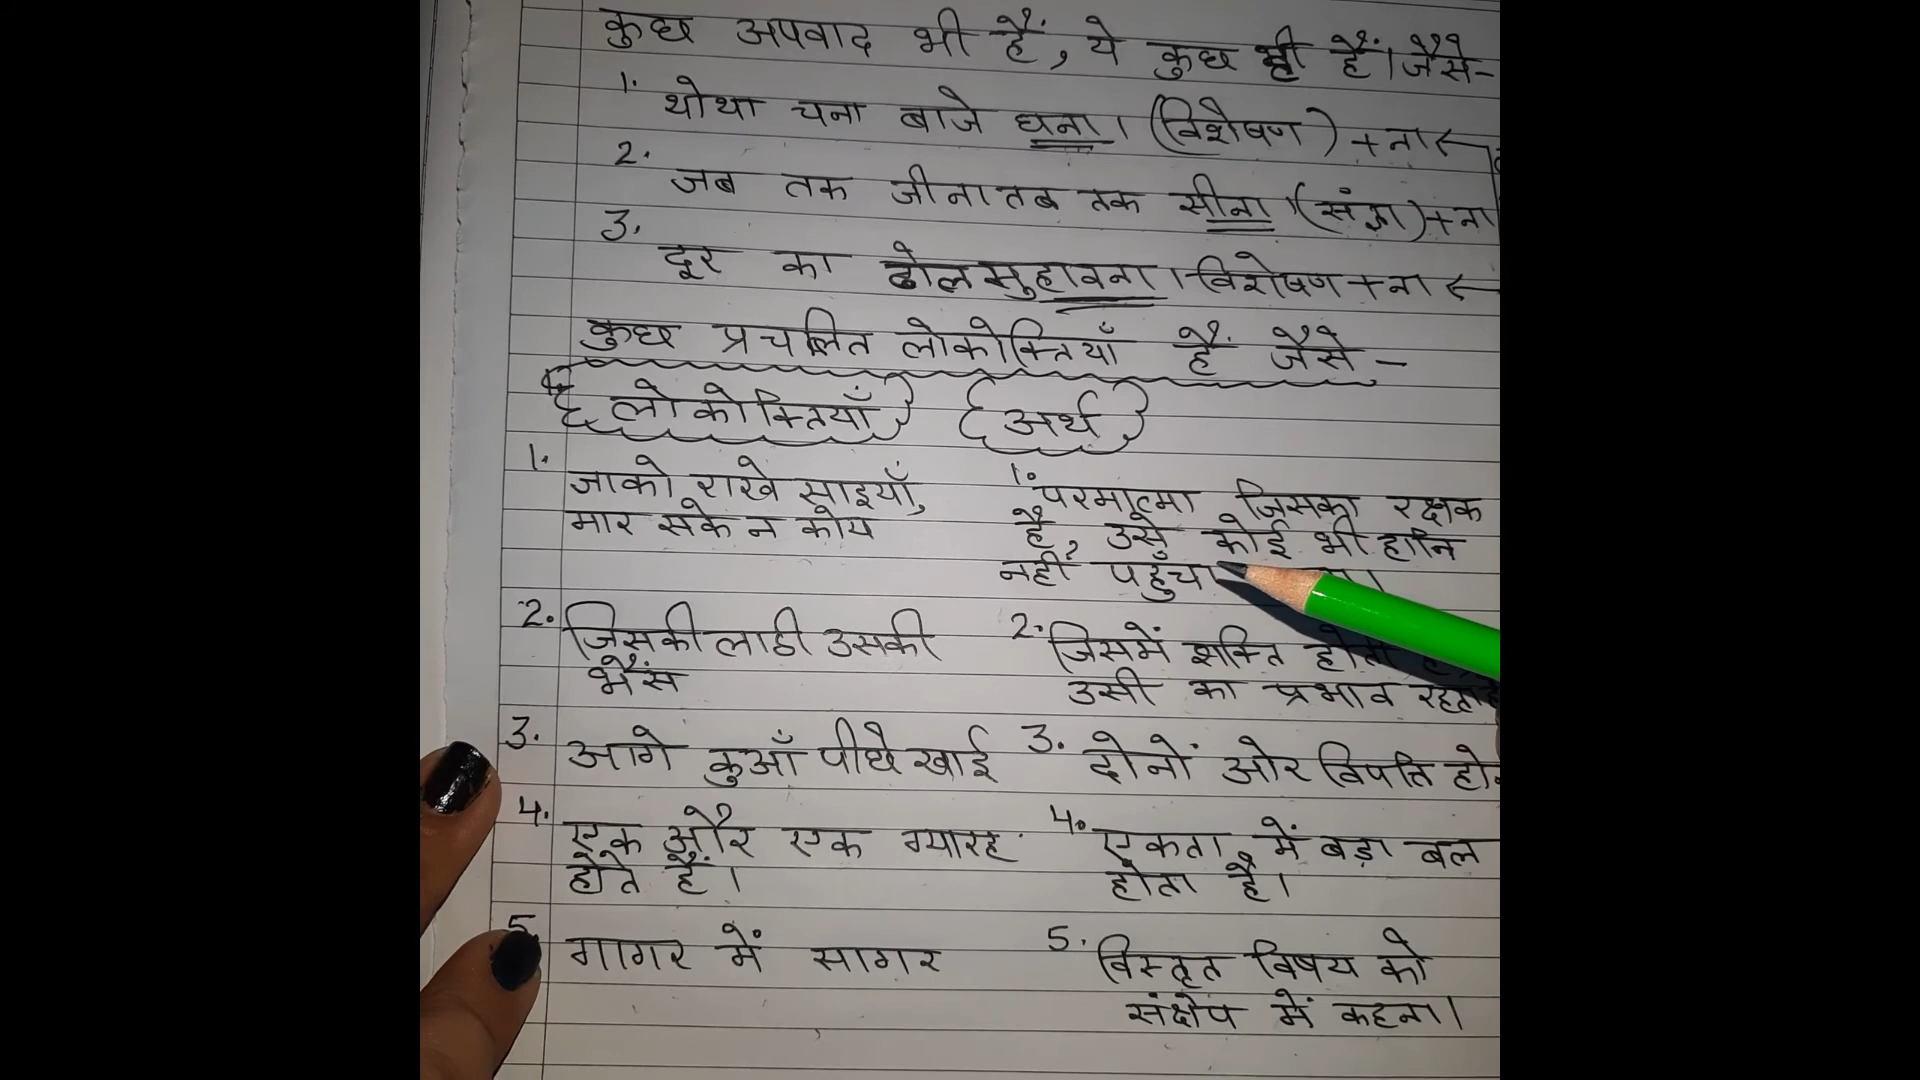 कुछ अपवाद भी हैं, ये कुछ ही हैं। जैसे-
1. थोथा चना बाजे घना। (विशेषण) + ना ←
2. जब तक जीना तब तक सीना। (संज्ञा) + ना
3. दूर का ढोल सुहावना। विशेषण + ना ←
कुछ प्रचलित लोकोक्तियाँ हैं जैसे -
लोकोक्तियाँ अर्थ
1. जाको राखे साइयाँ,
मार सके न कोय
1. परमात्मा जिसका रक्षक
है, उसे कोई भी हानि
नहीं पहुँचा
2. जिसकी लाठी उसकी
भैंस
2. जिसमें शक्ति होती है,
उसी का प्रभाव रहता है
3. आगे कुआँ पीछे खाई
3. दोनों ओर विपत्ति हो
4. एक और एक ग्यारह
होते हैं।
4. एकता में बड़ा बल
होता है।
5. गागर में सागर
5. विस्तृत विषय को
संक्षेप में कहना।